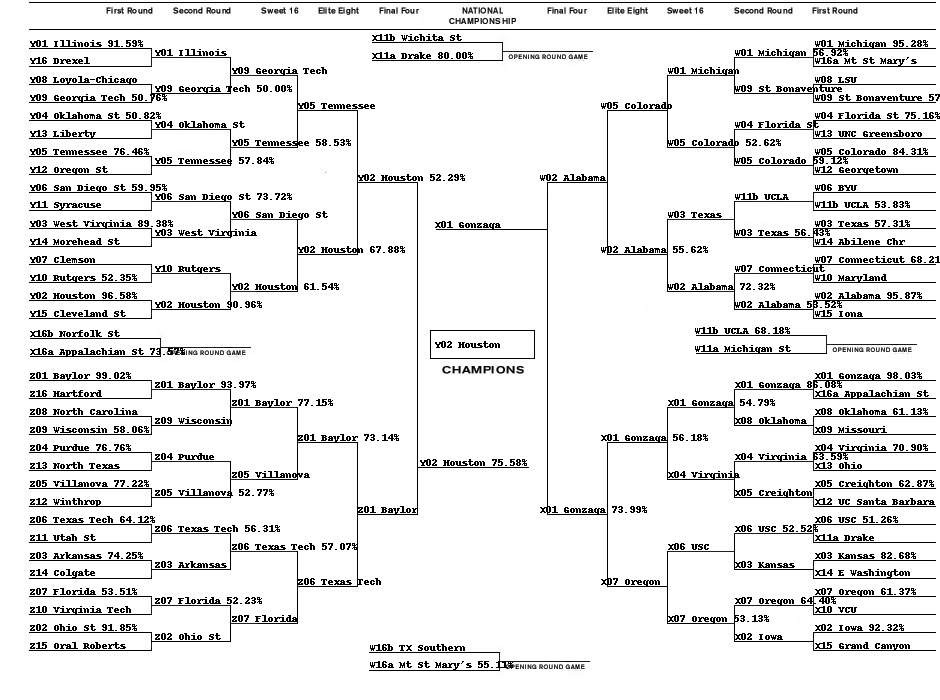 First Round Second Round Sweet 16 Elite Eight Final Four NATIONAL CHAMPIONSHIP Final Four Elite Eight Sweet 16 Second Round First Round
Y01 Illinois 91.59%
Y16 Drexel
Y08 Loyola-Chicago
Y09 Georgia Tech 50.76%
Y04 Oklahoma St 50.82%
Y13 Liberty
Y05 Tennessee 76.46%
Y12 Oregon St
Y06 San Diego St 59.95%
Y11 Syracuse
Y03 West Virginia 89.38%
Y14 Morehead St
Y07 Clemson
Y10 Rutgers 52.35%
Y02 Houston 96.58%
Y15 Cleveland St
Y01 Illinois
Y09 Georgia Tech 50.00%
Y04 Oklahoma St
Y05 Tennessee 57.84%
Y06 San Diego St 73.72%
Y03 West Virginia
Y10 Rutgers
Y02 Houston 90.96%
Y09 Georgia Tech
Y05 Tennessee 58.53%
Y06 San Diego St
Y02 Houston 61.54%
Y05 Tennessee
Y02 Houston 67.88%
Y02 Houston 52.29%
X16b Norfolk St
X16a Appalachian St 73.57%
OPENING ROUND GAME
Z01 Baylor 99.02%
Z16 Hartford
Z08 North Carolina
Z09 Wisconsin 58.06%
Z04 Purdue 76.76%
Z13 North Texas
Z05 Villanova 77.22%
Z12 Winthrop
Z06 Texas Tech 64.12%
Z11 Utah St
Z03 Arkansas 74.25%
Z14 Colgate
Z07 Florida 53.51%
Z10 Virginia Tech
Z02 Ohio St 91.85%
Z15 Oral Roberts
Z01 Baylor 93.97%
Z09 Wisconsin
Z04 Purdue
Z05 Villanova 52.77%
Z06 Texas Tech 56.31%
Z03 Arkansas
Z07 Florida 52.23%
Z02 Ohio St
Z01 Baylor 77.15%
Z05 Villanova
Z06 Texas Tech 57.07%
Z07 Florida
Z01 Baylor 73.14%
Z06 Texas Tech
Z01 Baylor
X11b Wichita St
X11a Drake 80.00%
OPENING ROUND GAME
X01 Gonzaga
Y02 Houston
CHAMPIONS
Y02 Houston 75.58%
W16b TX Southern
W16a Mt St Mary's 55.11%
OPENING ROUND GAME
W02 Alabama
W05 Colorado
W02 Alabama 55.62%
W01 Michigan
W05 Colorado 52.62%
W03 Texas
W02 Alabama 72.32%
W01 Michigan 56.92%
W09 St Bonaventure
W04 Florida St
W05 Colorado 59.12%
W11b UCLA
W03 Texas 56.43%
W07 Connecticut
W02 Alabama 53.52%
W01 Michigan 95.28%
W16a Mt St Mary's
W08 LSU
W09 St Bonaventure 57
W04 Florida St 75.16%
W13 UNC Greensboro
W05 Colorado 84.31%
W12 Georgetown
W06 BYU
W11b UCLA 53.83%
W03 Texas 57.31%
W14 Abilene Chr
W07 Connecticut 68.21
W10 Maryland
W02 Alabama 95.87%
W15 Iona
W11b UCLA 68.18%
W11a Michigan St
OPENING ROUND GAME
X01 Gonzaga 73.99%
X01 Gonzaga 56.18%
X07 Oregon
X01 Gonzaga 54.79%
X04 Virginia
X06 USC
X07 Oregon 53.13%
X01 Gonzaga 86.08%
X08 Oklahoma
X04 Virginia 63.59%
X05 Creighton
X06 USC 52.52%
X03 Kansas
X07 Oregon 64.40%
X02 Iowa
X01 Gonzaga 98.03%
X16a Appalachian St
X08 Oklahoma 61.13%
X09 Missouri
X04 Virginia 70.90%
X13 Ohio
X05 Creighton 62.87%
X12 UC Santa Barbara
X06 USC 51.26%
X11a Drake
X03 Kansas 82.68%
X14 E Washington
X07 Oregon 61.37%
X10 VCU
X02 Iowa 92.32%
X15 Grand Canyon